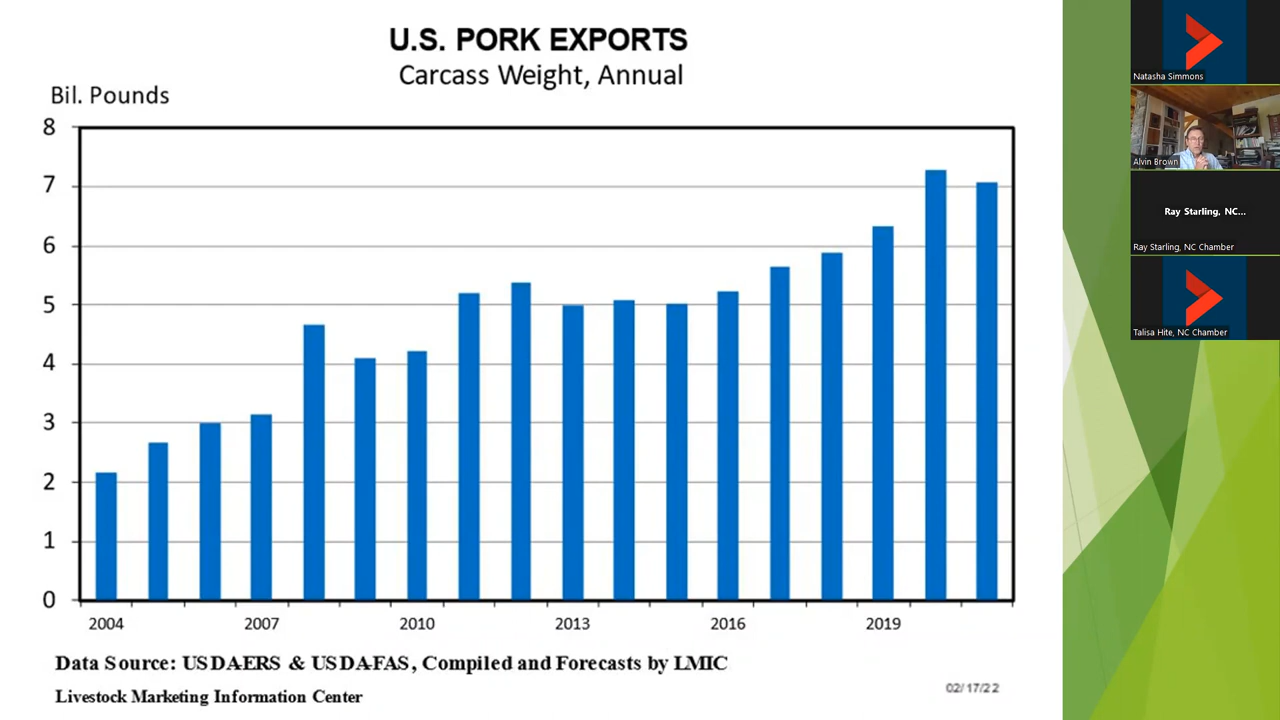 U.S. PORK EXPORTS
Carcass Weight, Annual
Bil. Pounds
8
7
6
5
4
3
2
1
0
2004 2007 2010 2013 2016 2019
Data Source: USDA-ERS & USDA-FAS, Compiled and Forecasts by LMIC
Livestock Marketing Information Center
02/17/22
Natasha Simmons
Alvin Brown
Ray Starling, NC...
Ray Starling, NC Chamber
Talisa Hite, NC Chamber